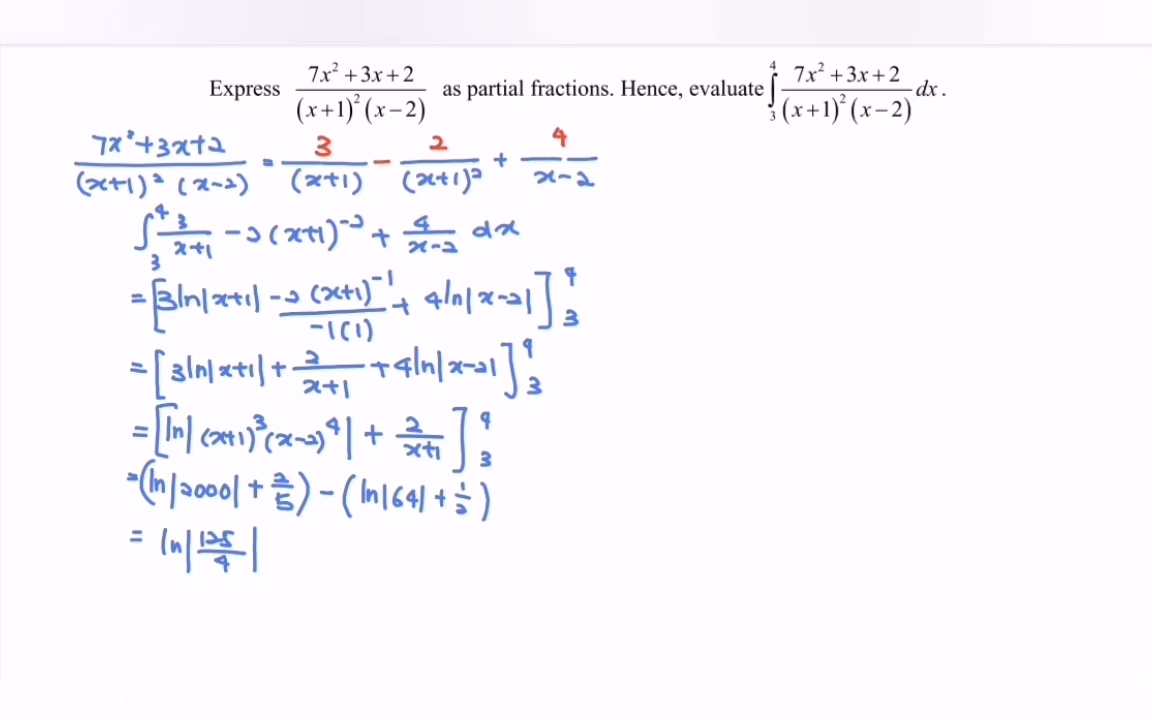 Express (7x² + 3x + 2)/((x+1)²(x−2)) as partial fractions. Hence, evaluate ∫₃⁴ (7x² + 3x + 2)/((x+1)²(x−2)) dx.
(7x² + 3x + 2)/((x+1)²(x−2)) = 3/(x+1) − 2/(x+1)² + 4/(x−2)
∫₃⁴ 3/(x+1) − 2(x+1)⁻² + 4/(x−2) dx
= [3ln|x+1| − 2(x+1)⁻¹/(−1(1)) + 4ln|x−2|]₃⁴
= [3ln|x+1| + 2/(x+1) + 4ln|x−2|]₃⁴
= [ln|(x+1)³(x−2)⁴| + 2/(x+1)]₃⁴
= (ln|2000| + 2/5) − (ln|64| + 1/2)
= ln|125/4|